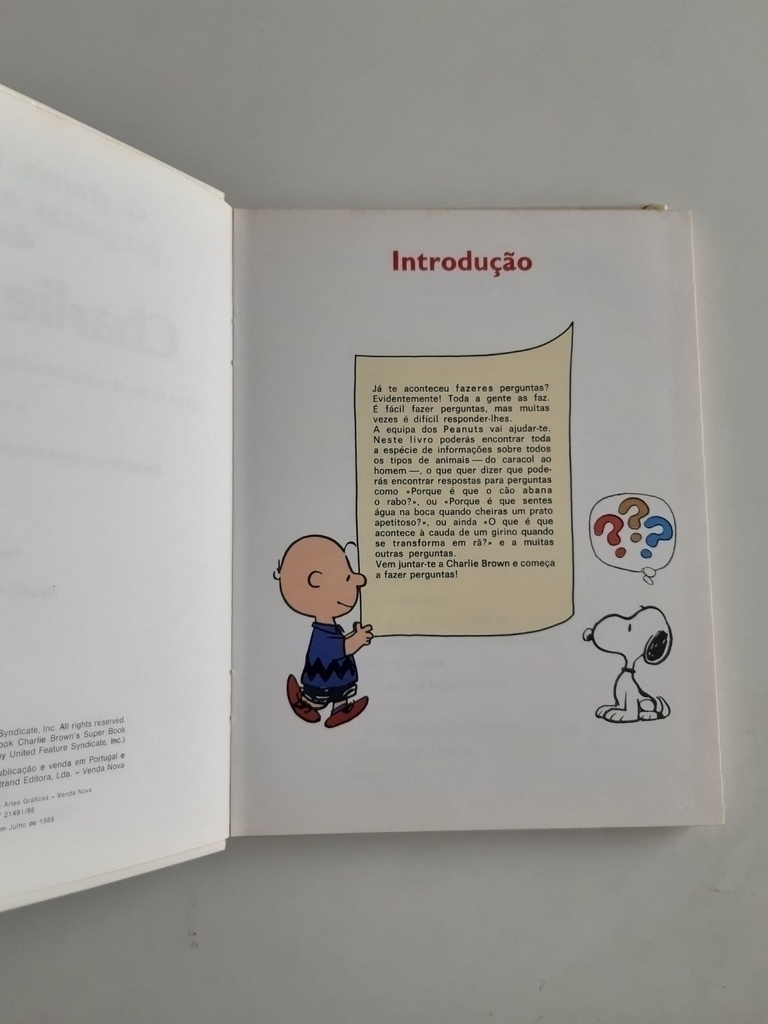 Charlie
Syndicate, Inc. All rights reserved.
ook Charlie Brown's Super Book
y United Feature Syndicate, Inc.)
ublicação e venda em Portugal e
trand Editora, Lda. – Venda Nova
Artes Gráficas – Venda Nova
21491/88
m Julho de 1988
Introdução
Já te aconteceu fazeres perguntas?
Evidentemente! Toda a gente as faz.
É fácil fazer perguntas, mas muitas
vezes é difícil responder-lhes.
A equipa dos Peanuts vai ajudar-te.
Neste livro poderás encontrar toda
a espécie de informações sobre todos
os tipos de animais — do caracol ao
homem —, o que quer dizer que pode-
rás encontrar respostas para perguntas
como «Porque é que o cão abana
o rabo?», ou «Porque é que sentes
água na boca quando cheiras um prato
apetitoso?», ou ainda «O que é que
acontece à cauda de um girino quando
se transforma em rã?» e a muitas
outras perguntas.
Vem juntar-te a Charlie Brown e começa
a fazer perguntas!
? ? ?